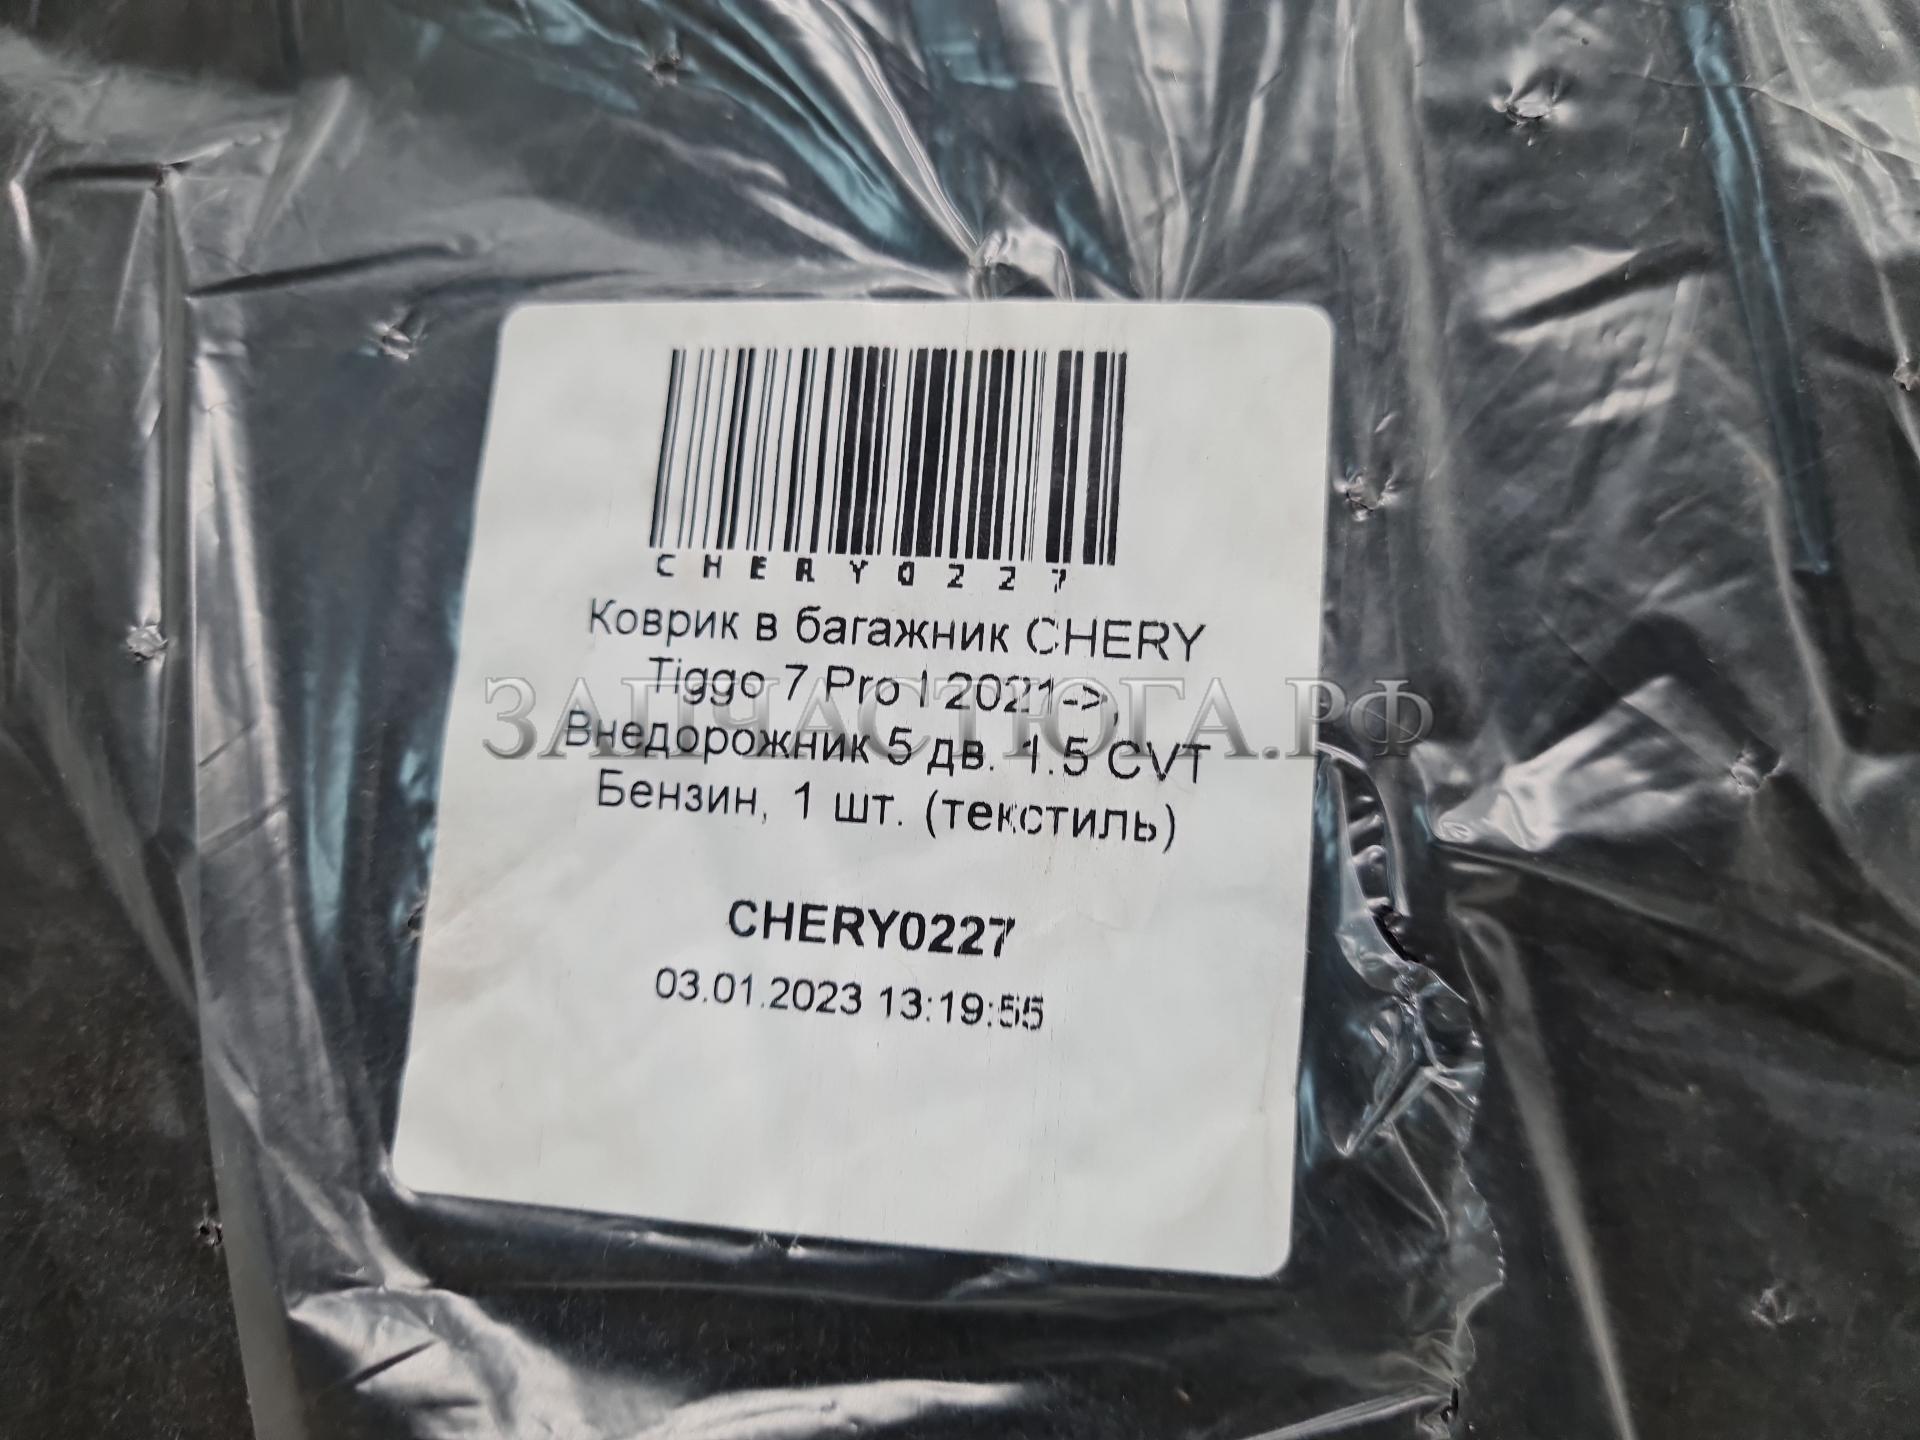 CHERY0227
Коврик в багажник CHERY
Tiggo 7 Pro I 2021->,
ЗАПЧАСТЮГА.РФ
Внедорожник 5 дв. 1.5 CVT
Бензин, 1 шт. (текстиль)
CHERY0227
03.01.2023 13:19:55